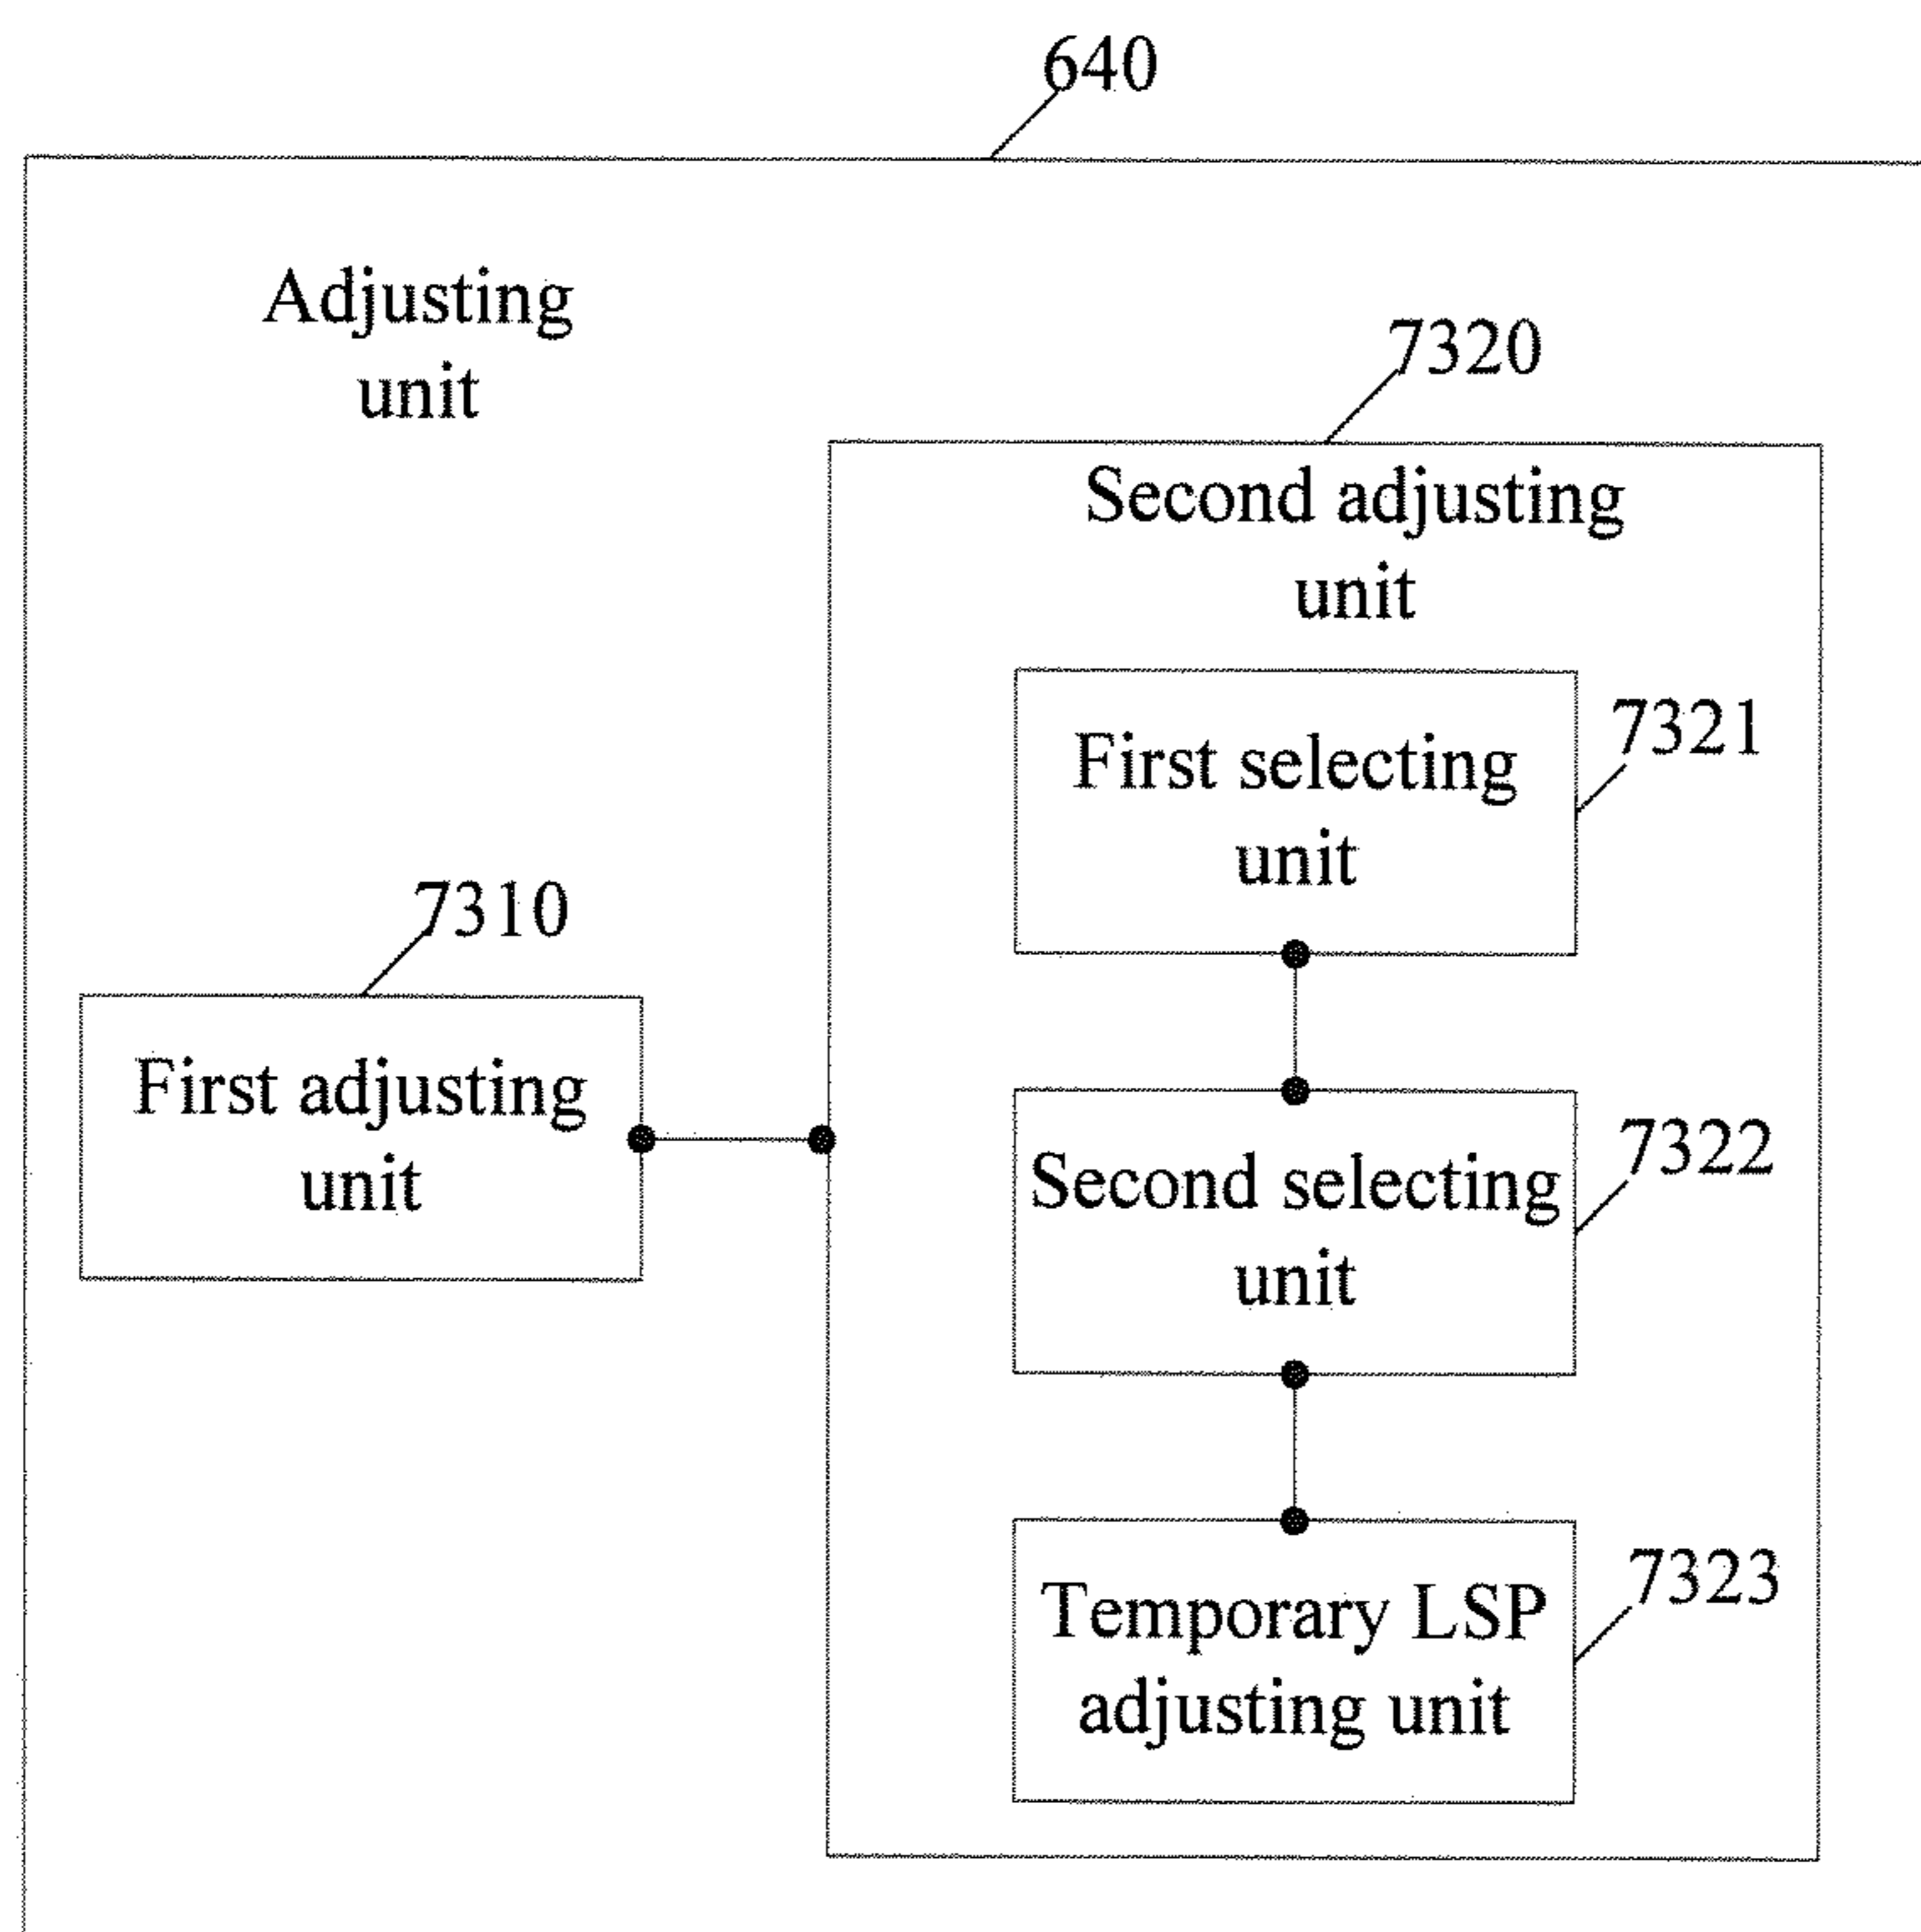 640
Adjusting
unit
7320
Second adjusting
unit
First selecting
unit
7321
7310
First adjusting
unit
Second selecting
unit
7322
Temporary LSP
adjusting unit
7323